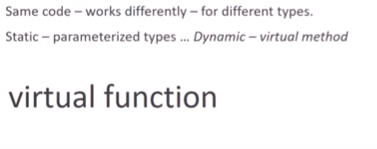 Same code – works differently – for different types.
Static – parameterized types ... Dynamic – virtual method
virtual function